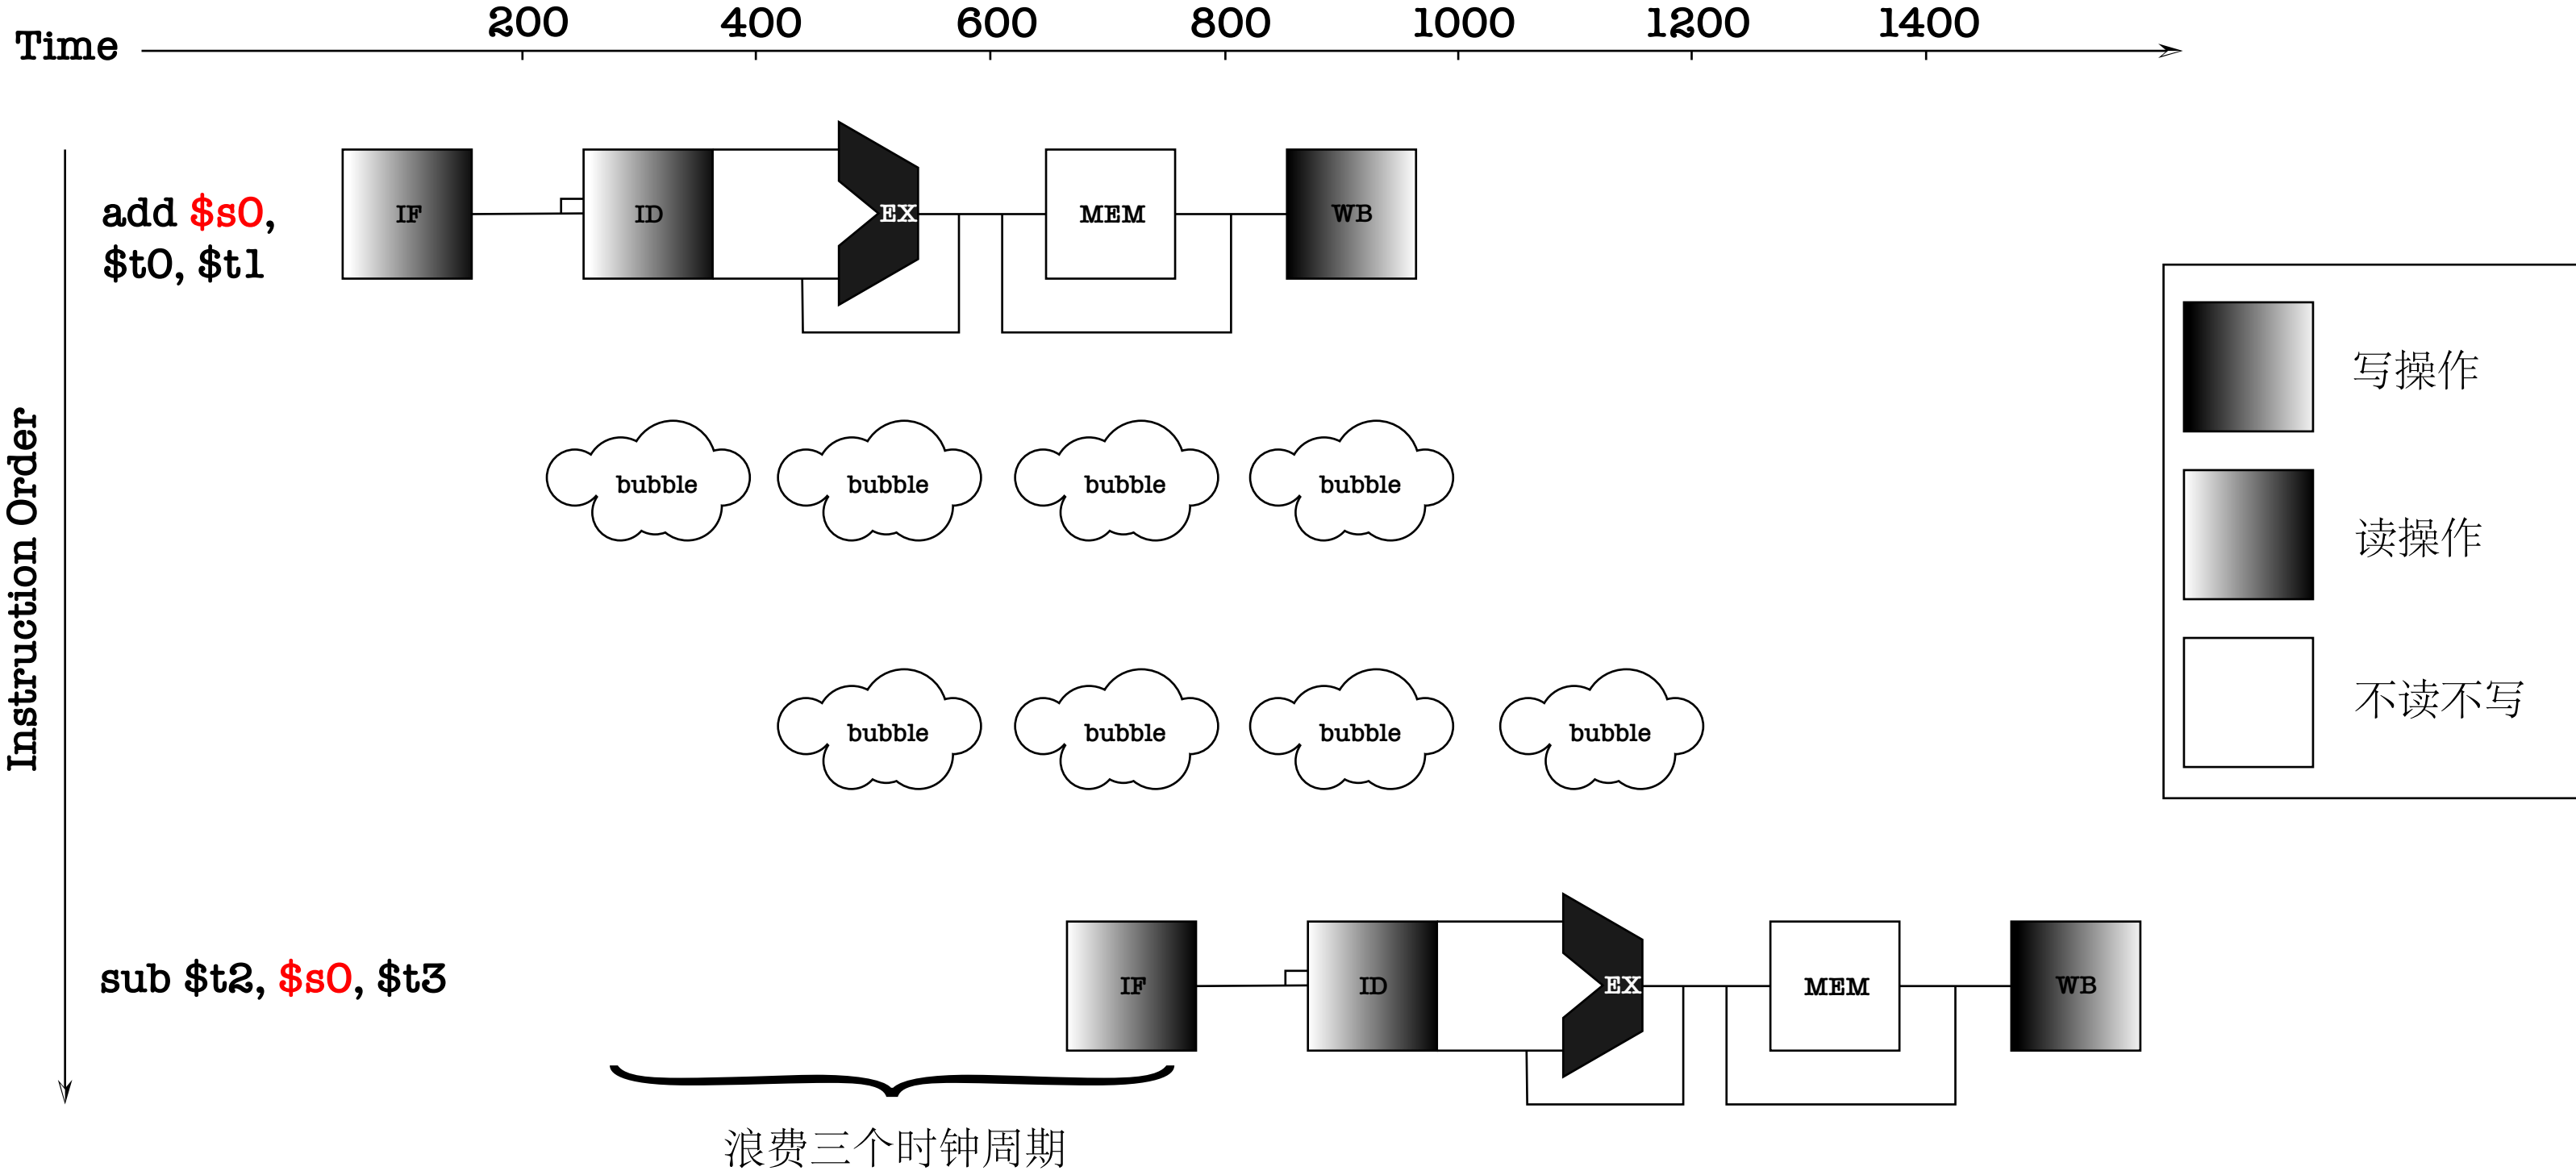 Time 200 400 600 800 1000 1200 1400
add $s0,
$t0, $t1
IF ID EX MEM WB
bubble bubble bubble bubble
bubble bubble bubble bubble
sub $t2, $s0, $t3
IF ID EX MEM WB
浪费三个时钟周期
Instruction Order
写操作
读操作
不读不写